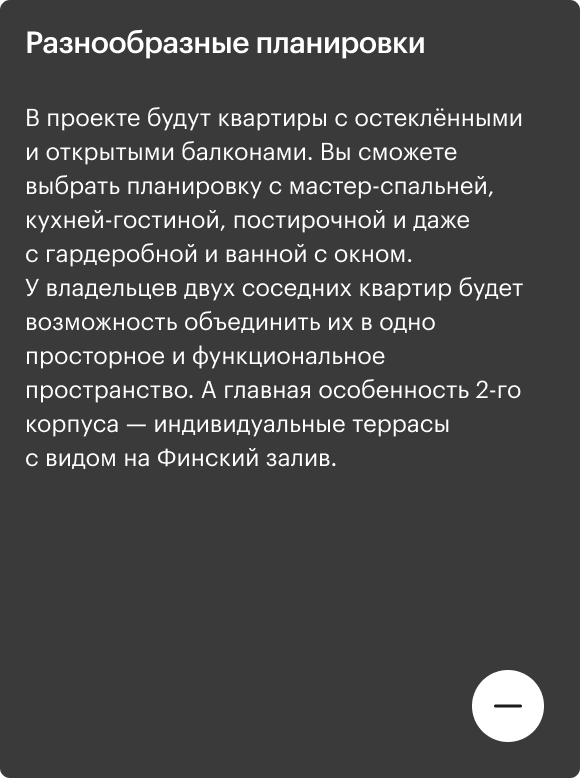 Разнообразные планировки
В проекте будут квартиры с остеклёнными
и открытыми балконами. Вы сможете
выбрать планировку с мастер-спальней,
кухней-гостиной, постирочной и даже
с гардеробной и ванной с окном.
У владельцев двух соседних квартир будет
возможность объединить их в одно
просторное и функциональное
пространство. А главная особенность 2-го
корпуса — индивидуальные террасы
с видом на Финский залив.